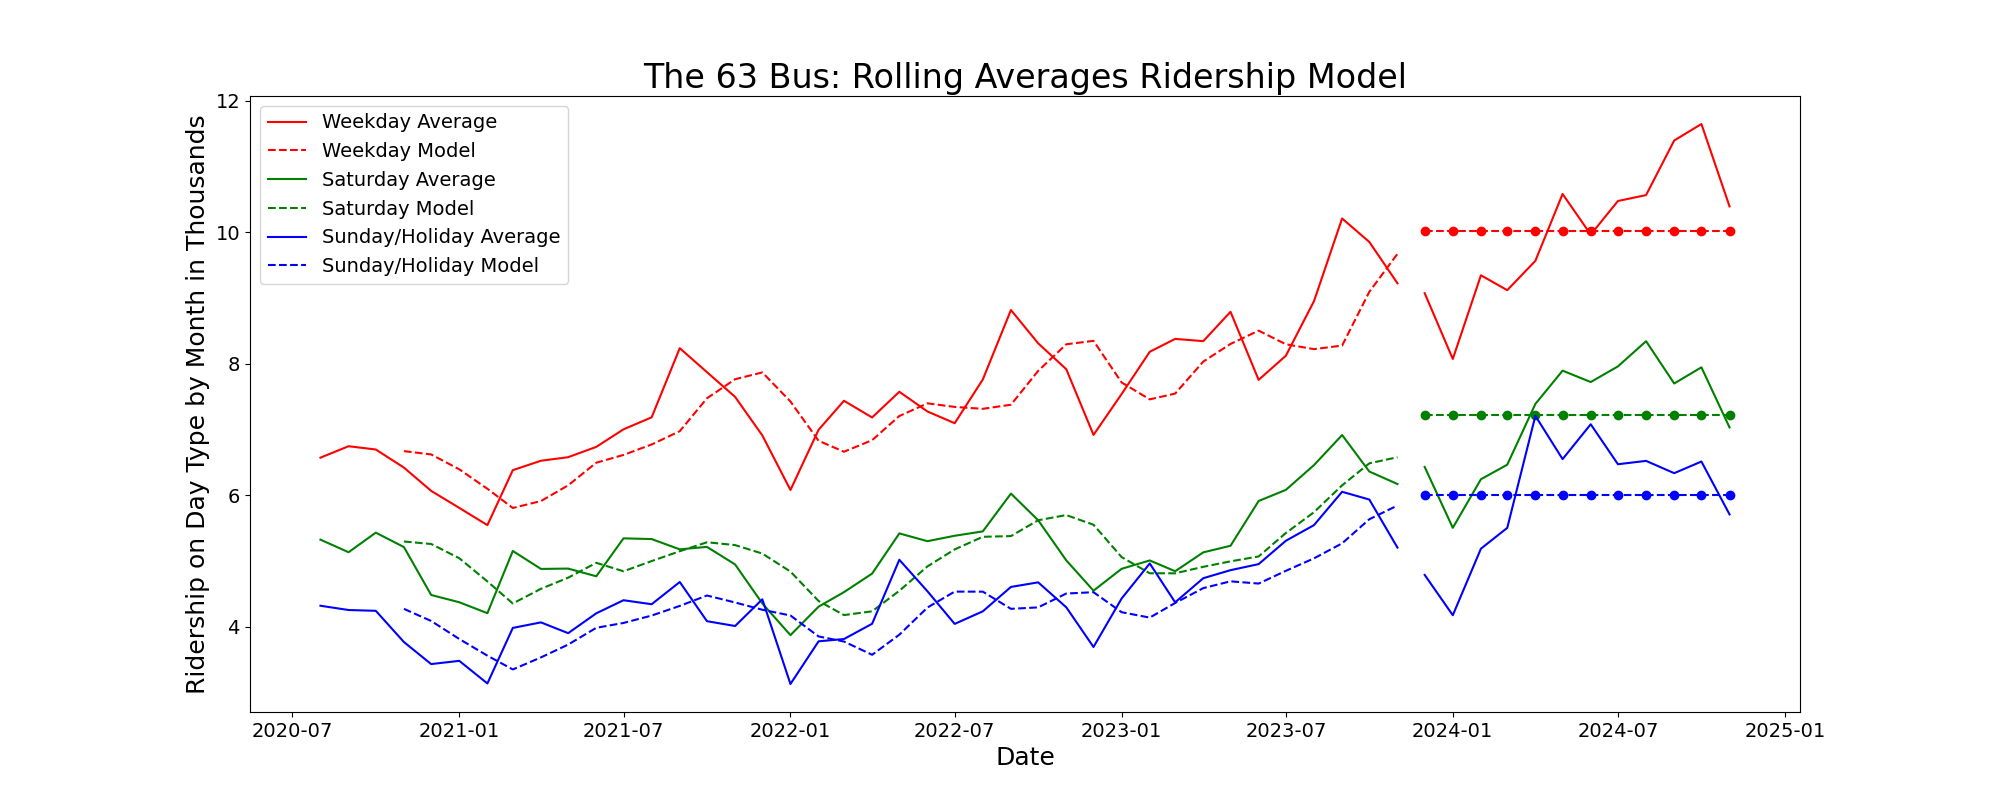 The 63 Bus: Rolling Averages Ridership Model
Ridership on Day Type by Month in Thousands
12
10
8
6
4
Weekday Average
Weekday Model
Saturday Average
Saturday Model
Sunday/Holiday Average
Sunday/Holiday Model
2020-07 2021-01 2021-07 2022-01 2022-07 2023-01 2023-07 2024-01 2024-07 2025-01
Date